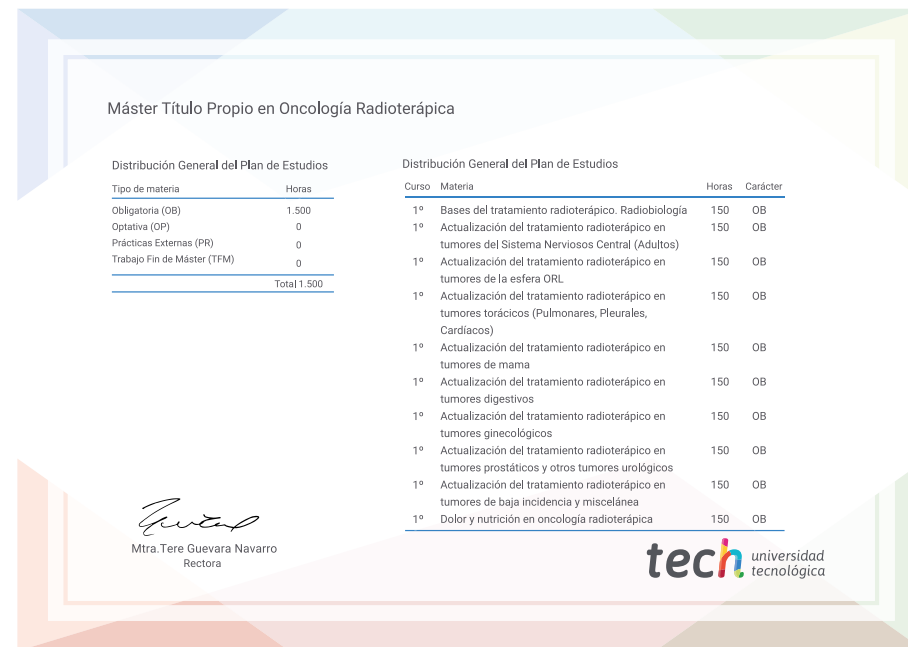 Máster Título Propio en Oncología Radioterápica
Distribución General del Plan de Estudios
Tipo de materia Horas
Obligatoria (OB) 1.500
Optativa (OP) 0
Prácticas Externas (PR) 0
Trabajo Fin de Máster (TFM) 0
Total 1.500
Distribución General del Plan de Estudios
Curso Materia Horas Carácter
1º Bases del tratamiento radioterápico. Radiobiología 150 OB
1º Actualización del tratamiento radioterápico en 150 OB
tumores del Sistema Nerviosos Central (Adultos)
1º Actualización del tratamiento radioterápico en 150 OB
tumores de la esfera ORL
1º Actualización del tratamiento radioterápico en 150 OB
tumores torácicos (Pulmonares, Pleurales,
Cardíacos)
1º Actualización del tratamiento radioterápico en 150 OB
tumores de mama
1º Actualización del tratamiento radioterápico en 150 OB
tumores digestivos
1º Actualización del tratamiento radioterápico en 150 OB
tumores ginecológicos
1º Actualización del tratamiento radioterápico en 150 OB
tumores prostáticos y otros tumores urológicos
1º Actualización del tratamiento radioterápico en 150 OB
tumores de baja incidencia y miscelánea
1º Dolor y nutrición en oncología radioterápica 150 OB
Mtra.Tere Guevara Navarro
Rectora
tech universidad
tecnológica